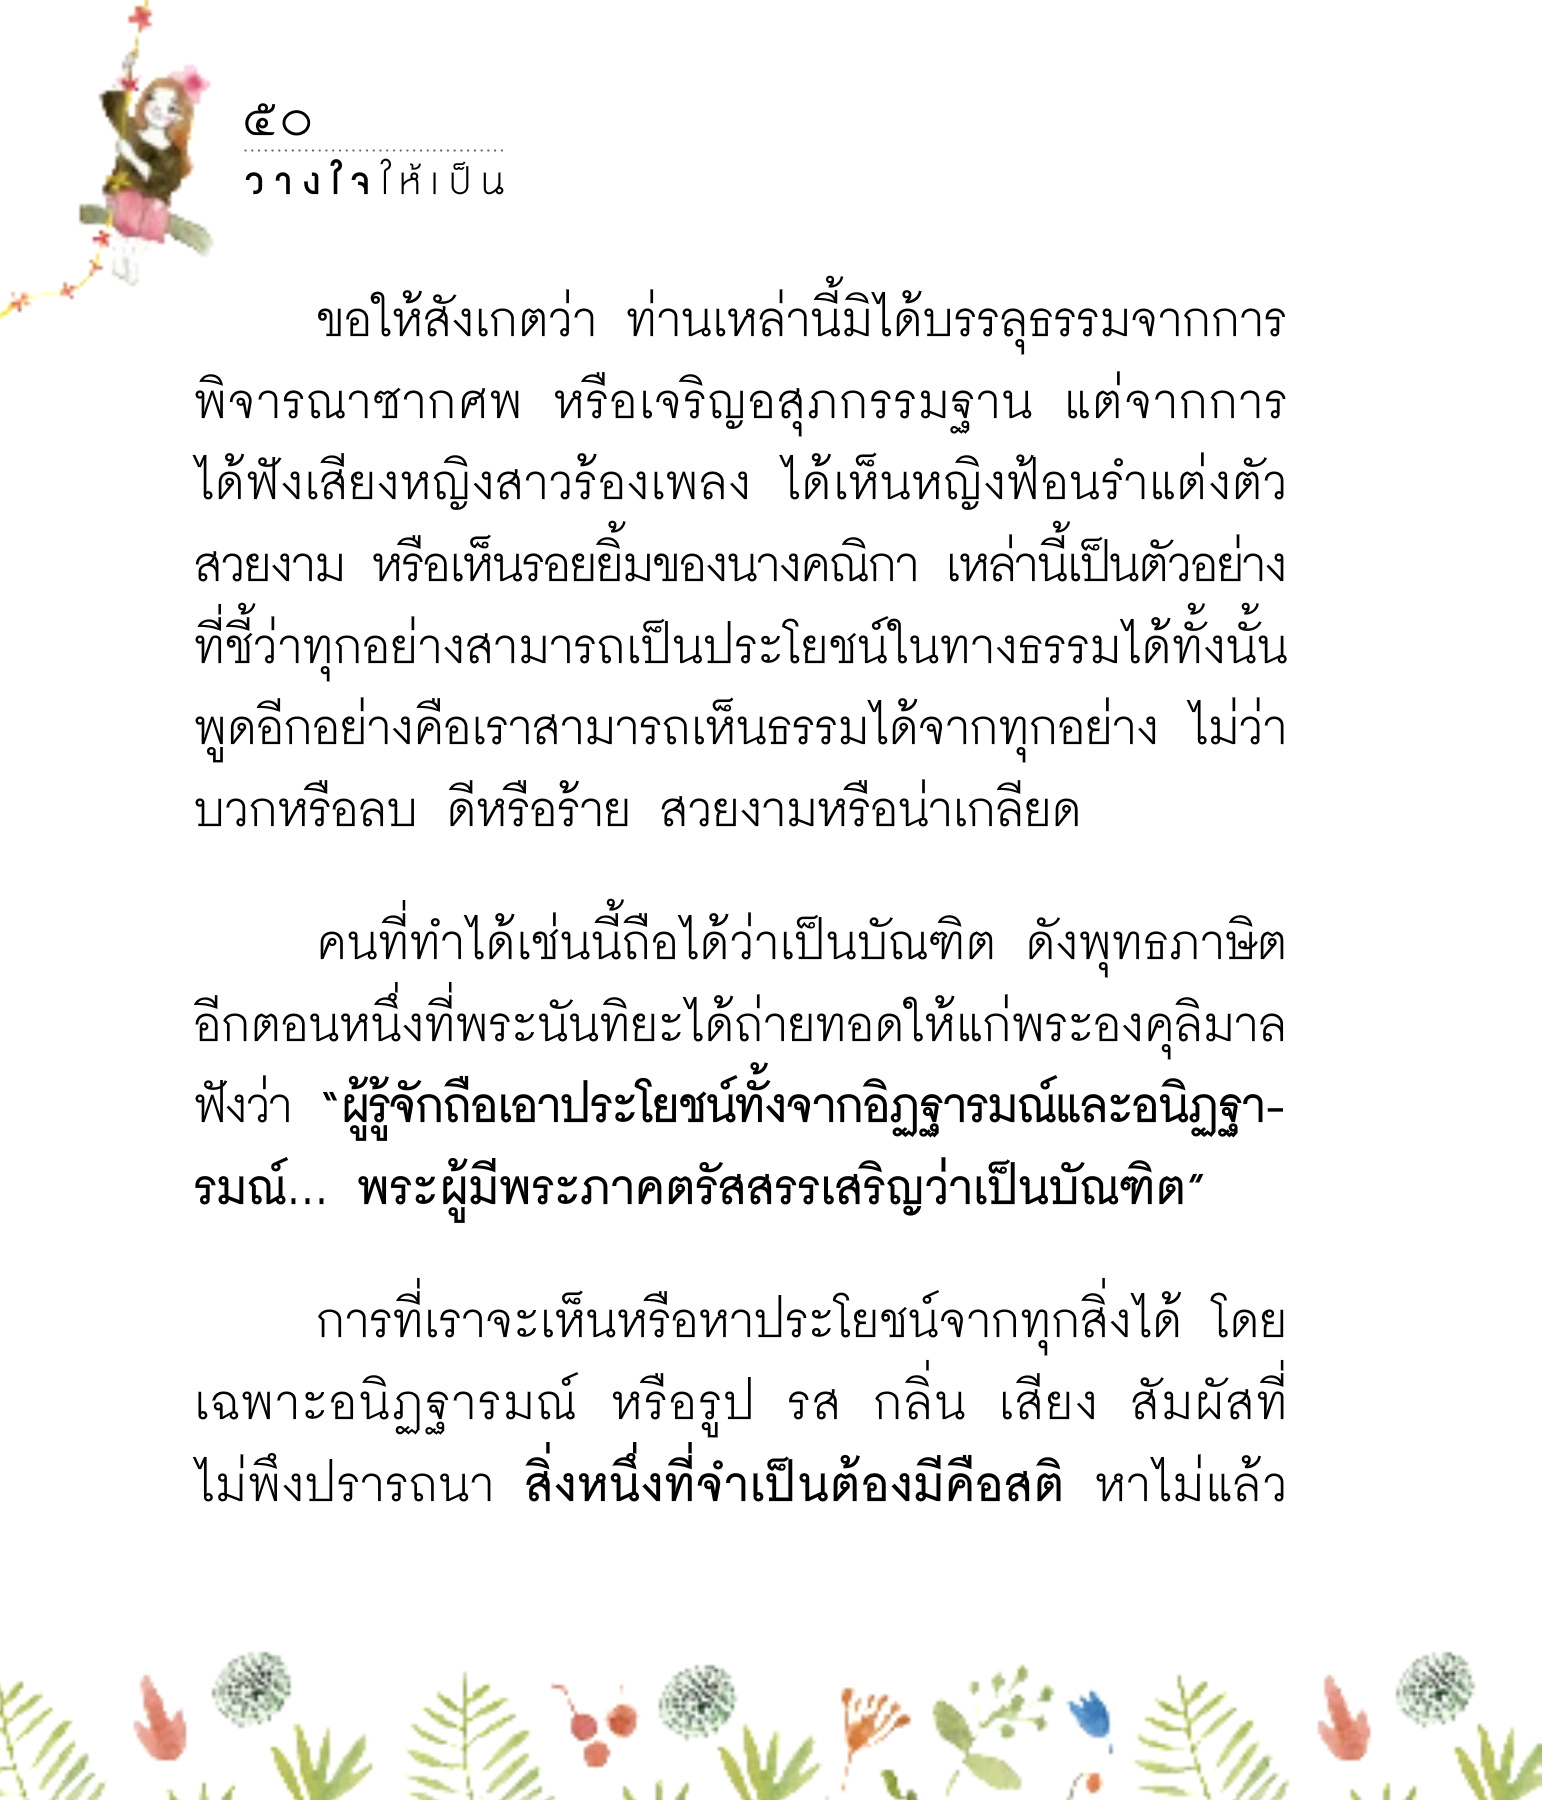 ๕๐
วางใจให้เป็น
ขอให้สังเกตว่า ท่านเหล่านี้มิได้บรรลุธรรมจากการ
พิจารณาซากศพ หรือเจริญอสุภกรรมฐาน แต่จากการ
ได้ฟังเสียงหญิงสาวร้องเพลง ได้เห็นหญิงฟ้อนรำแต่งตัว
สวยงาม หรือเห็นรอยยิ้มของนางคณิกา เหล่านี้เป็นตัวอย่าง
ที่ชี้ว่าทุกอย่างสามารถเป็นประโยชน์ในทางธรรมได้ทั้งนั้น
พูดอีกอย่างคือเราสามารถเห็นธรรมได้จากทุกอย่าง ไม่ว่า
บวกหรือลบ ดีหรือร้าย สวยงามหรือน่าเกลียด
คนที่ทำได้เช่นนี้ถือได้ว่าเป็นบัณฑิต ดังพุทธภาษิต
อีกตอนหนึ่งที่พระนันทิยะได้ถ่ายทอดให้แก่พระองคุลิมาล
ฟังว่า “ผู้รู้จักถือเอาประโยชน์ทั้งจากอิฏฐารมณ์และอนิฏฐา-
รมณ์... พระผู้มีพระภาคตรัสสรรเสริญว่าเป็นบัณฑิต”
การที่เราจะเห็นหรือหาประโยชน์จากทุกสิ่งได้ โดย
เฉพาะอนิฏฐารมณ์ หรือรูป รส กลิ่น เสียง สัมผัสที่
ไม่พึงปรารถนา สิ่งหนึ่งที่จำเป็นต้องมีคือสติ หาไม่แล้ว